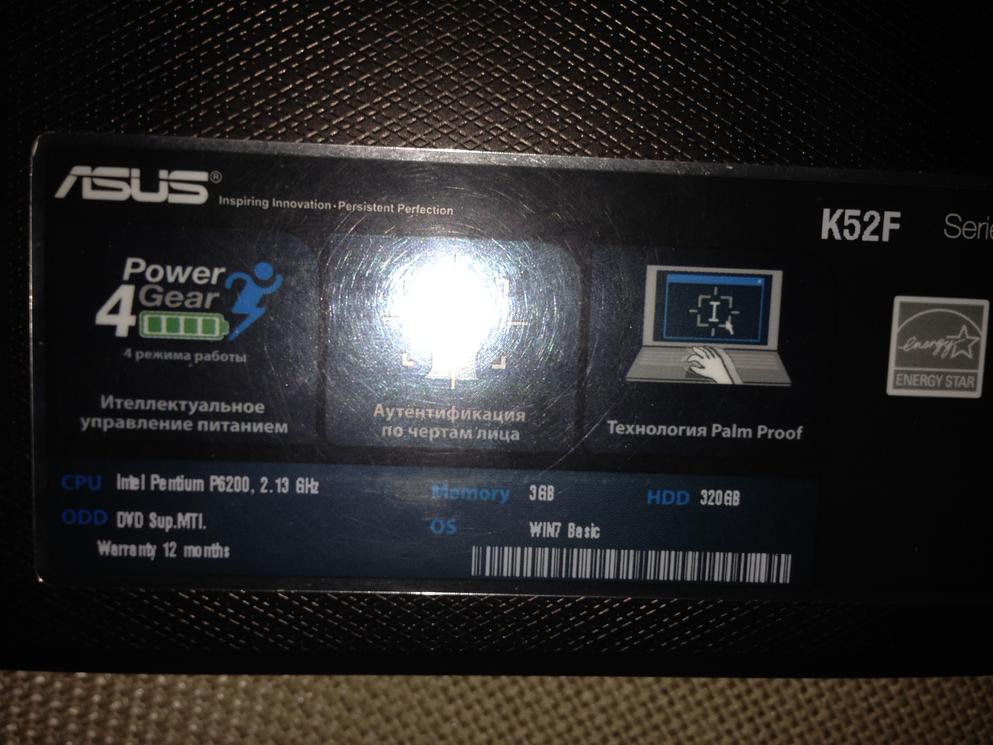 ASUS®
Inspiring Innovation • Persistent Perfection
K52F Serie
Power
4 Gear
4 режима работы
Ителлектуальное
управление питанием
Аутентификация
по чертам лица
Технология Palm Proof
energy
ENERGY STAR
CPU Intel Pentium P6200, 2.13 GHz
Memory 3GB
HDD 320GB
ODD DVD Sup.MTI.
OS WIN7 Basic
Warranty 12 months